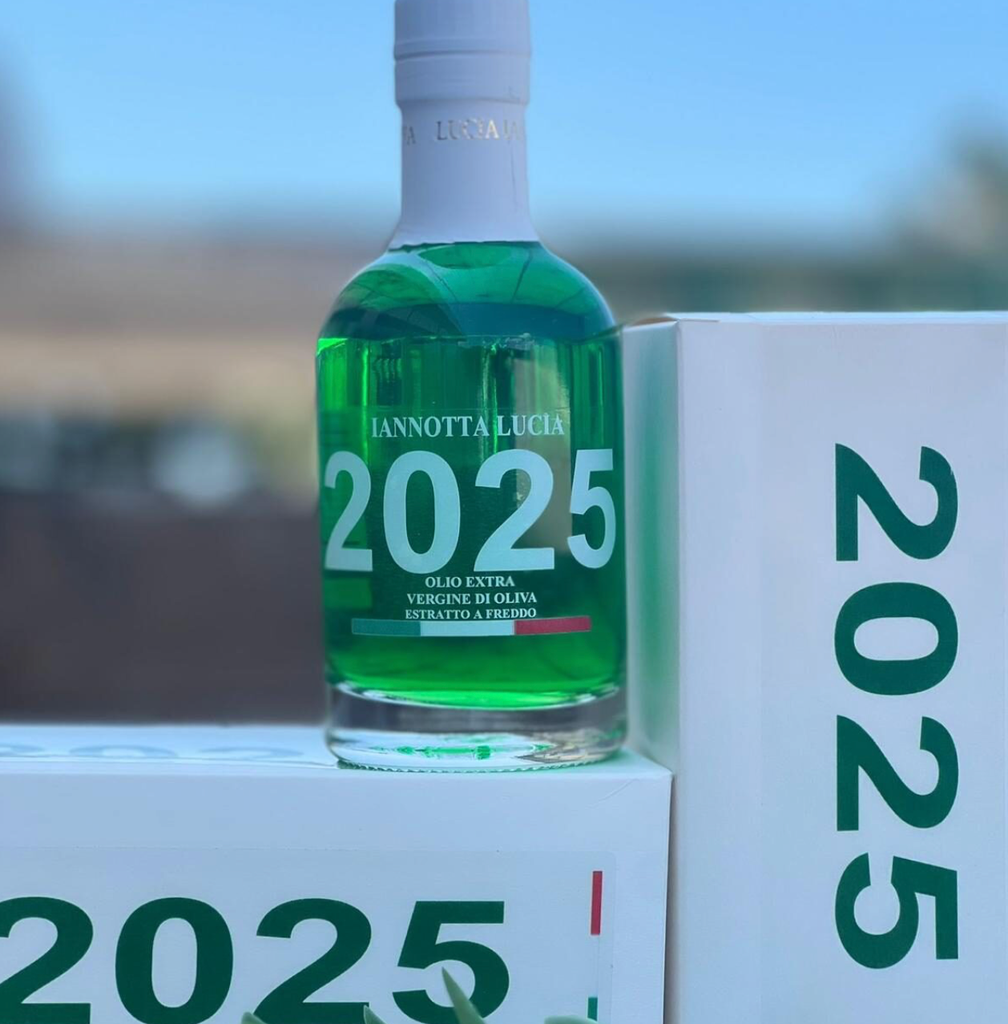 LUCIA
IANNOTTA LUCIA
2025
OLIO EXTRA
VERGINE DI OLIVA
ESTRATTO A FREDDO
2025
2025